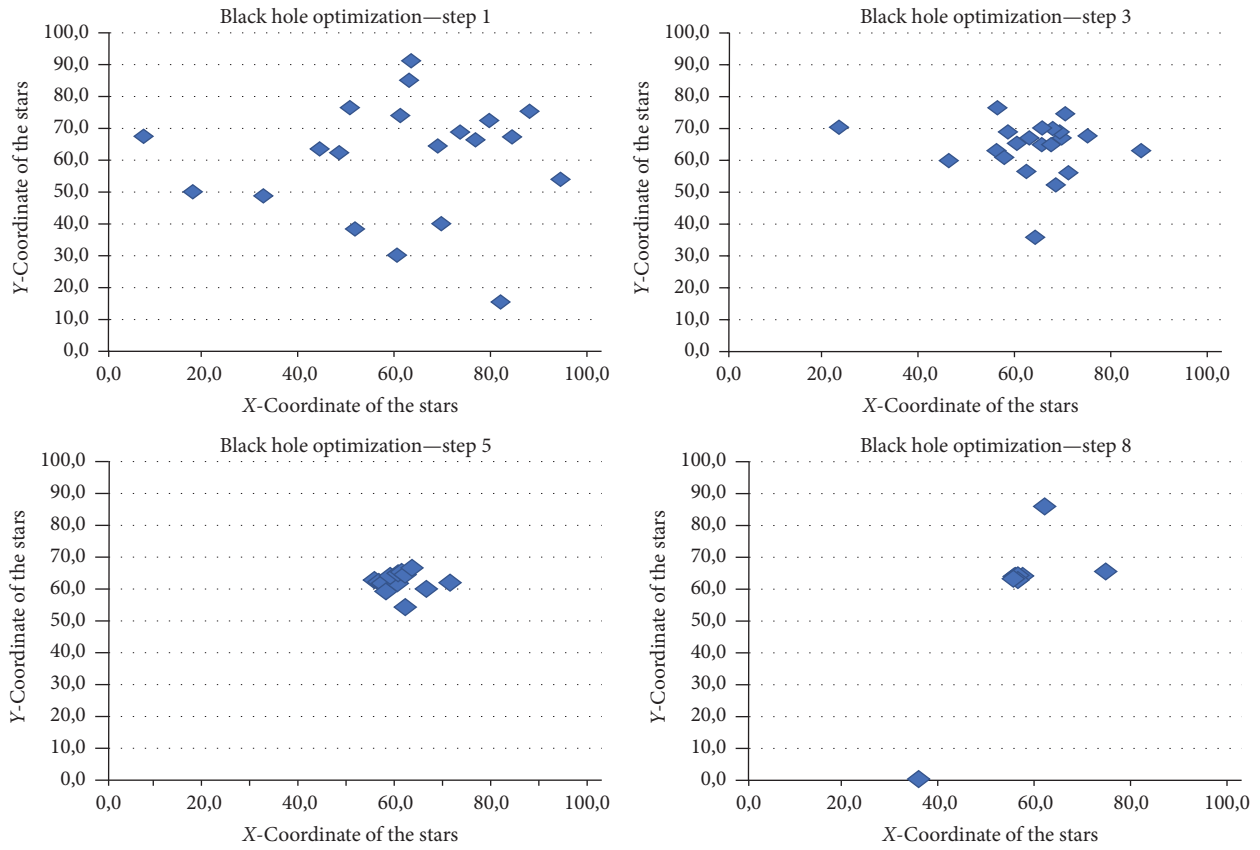 Black hole optimization—step 1
100,0
90,0
80,0
70,0
60,0
50,0
40,0
30,0
20,0
10,0
0,0
Y-Coordinate of the stars
0,0 20,0 40,0 60,0 80,0 100,0
X-Coordinate of the stars
Black hole optimization—step 3
100,0
90,0
80,0
70,0
60,0
50,0
40,0
30,0
20,0
10,0
0,0
Y-Coordinate of the stars
0,0 20,0 40,0 60,0 80,0 100,0
X-Coordinate of the stars
Black hole optimization—step 5
100,0
90,0
80,0
70,0
60,0
50,0
40,0
30,0
20,0
10,0
0,0
Y-Coordinate of the stars
0,0 20,0 40,0 60,0 80,0 100,0
X-Coordinate of the stars
Black hole optimization—step 8
100,0
90,0
80,0
70,0
60,0
50,0
40,0
30,0
20,0
10,0
0,0
Y-Coordinate of the stars
0,0 20,0 40,0 60,0 80,0 100,0
X-Coordinate of the stars